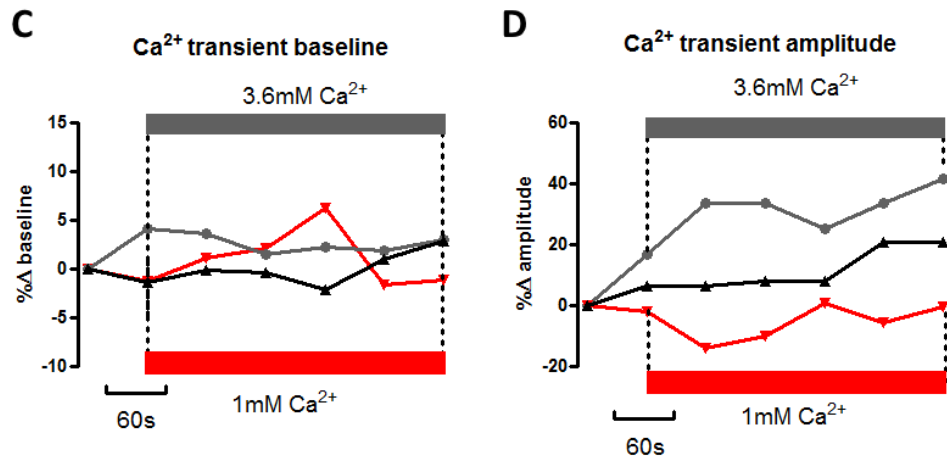 C
Ca²⁺ transient baseline
3.6mM Ca²⁺
15
10
5
0
-5
-10
%Δ baseline
60s
1mM Ca²⁺
D
Ca²⁺ transient amplitude
3.6mM Ca²⁺
60
40
20
0
-20
%Δ amplitude
60s
1mM Ca²⁺